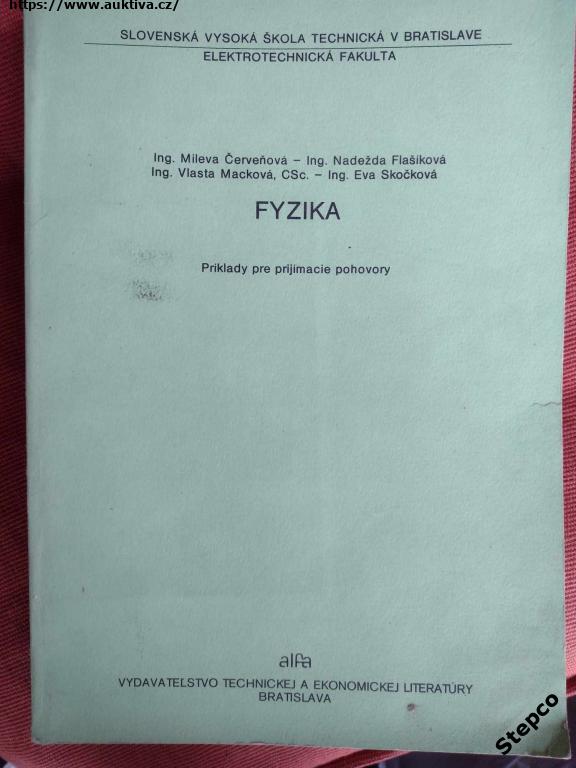 https://www.auktiva.cz/
SLOVENSKÁ VYSOKÁ ŠKOLA TECHNICKÁ V BRATISLAVE
ELEKTROTECHNICKÁ FAKULTA
Ing. Mileva Červeňová – Ing. Nadežda Flašíková
Ing. Vlasta Macková, CSc. – Ing. Eva Skočková
FYZIKA
Príklady pre prijímacie pohovory
alfa
VYDAVATEĽSTVO TECHNICKEJ A EKONOMICKEJ LITERATÚRY
BRATISLAVA
Stepco